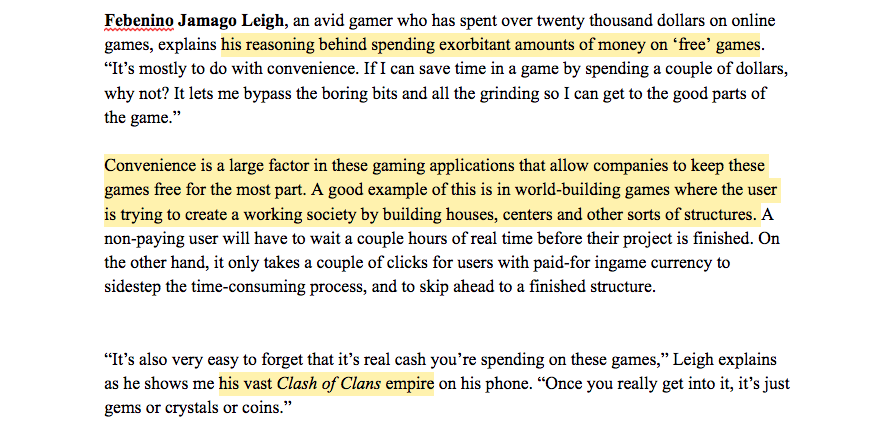 Febenino Jamago Leigh, an avid gamer who has spent over twenty thousand dollars on online
games, explains his reasoning behind spending exorbitant amounts of money on ‘free’ games.
“It’s mostly to do with convenience. If I can save time in a game by spending a couple of dollars,
why not? It lets me bypass the boring bits and all the grinding so I can get to the good parts of
the game.”
Convenience is a large factor in these gaming applications that allow companies to keep these
games free for the most part. A good example of this is in world-building games where the user
is trying to create a working society by building houses, centers and other sorts of structures. A
non-paying user will have to wait a couple hours of real time before their project is finished. On
the other hand, it only takes a couple of clicks for users with paid-for ingame currency to
sidestep the time-consuming process, and to skip ahead to a finished structure.
“It’s also very easy to forget that it’s real cash you’re spending on these games,” Leigh explains
as he shows me his vast Clash of Clans empire on his phone. “Once you really get into it, it’s just
gems or crystals or coins.”